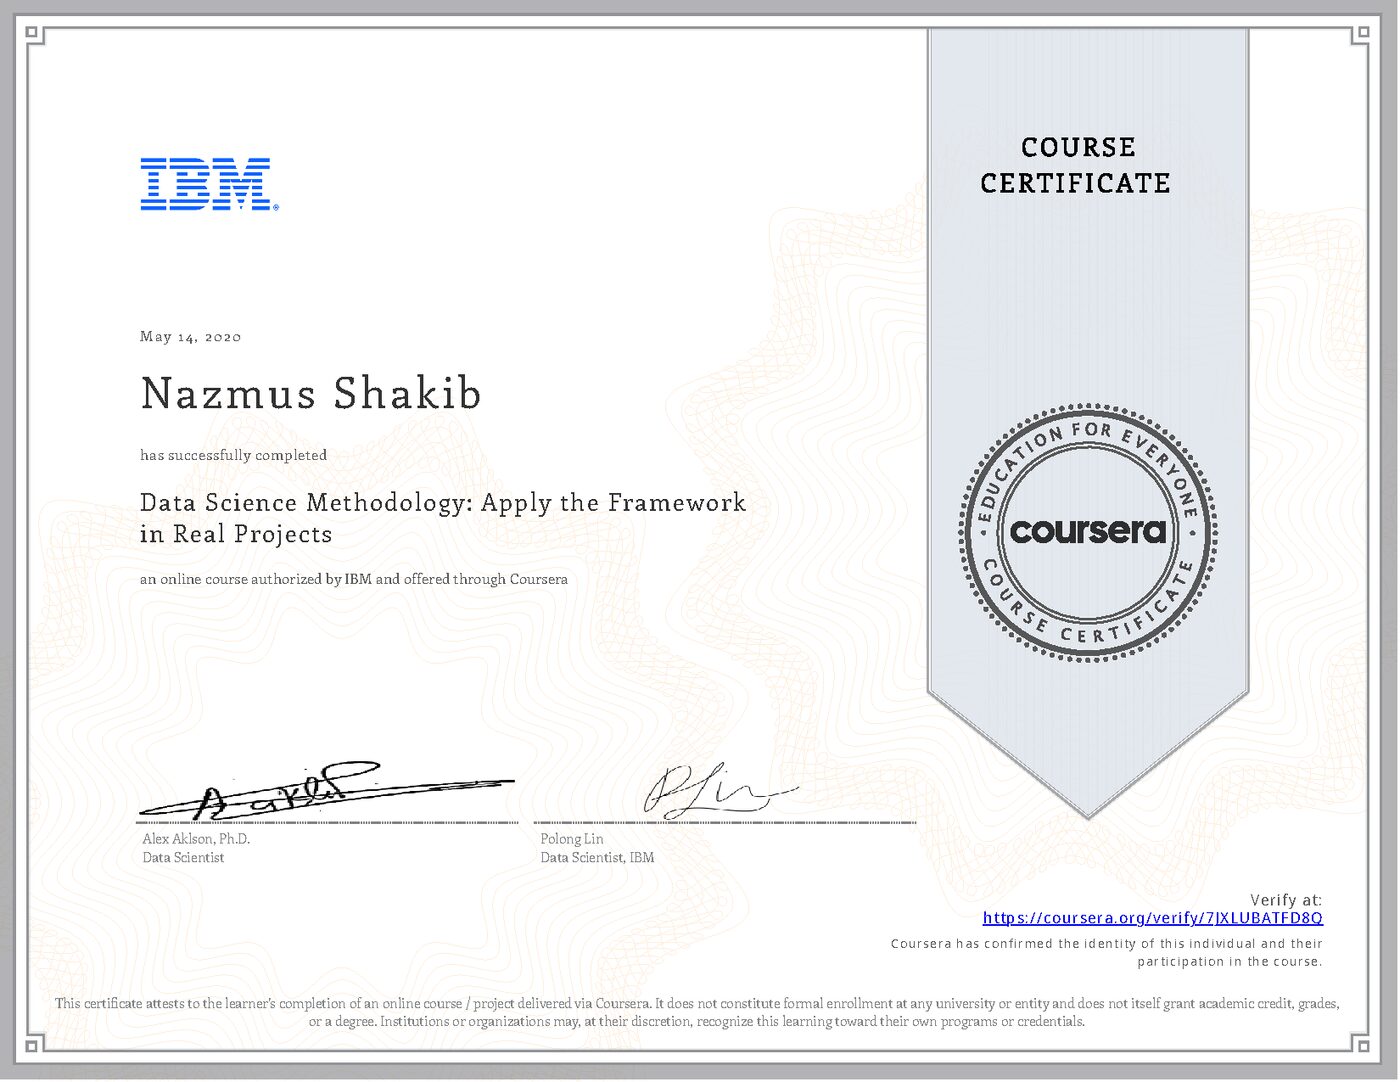 COURSE
CERTIFICATE
IBM®
May 14, 2020
Nazmus Shakib
has successfully completed
Data Science Methodology: Apply the Framework
in Real Projects
an online course authorized by IBM and offered through Coursera
EDUCATION FOR EVERYONE
coursera
COURSE CERTIFICATE
Alex Aklson, Ph.D.
Data Scientist
Polong Lin
Data Scientist, IBM
Verify at:
https://coursera.org/verify/7JXLUBATFD8Q
Coursera has confirmed the identity of this individual and their
participation in the course.
This certificate attests to the learner's completion of an online course / project delivered via Coursera. It does not constitute formal enrollment at any university or entity and does not itself grant academic credit, grades,
or a degree. Institutions or organizations may, at their discretion, recognize this learning toward their own programs or credentials.